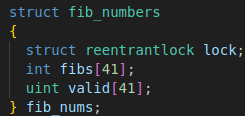 struct fib_numbers
{
  struct reentrantlock lock;
  int fibs[41];
  uint valid[41];
} fib_nums;